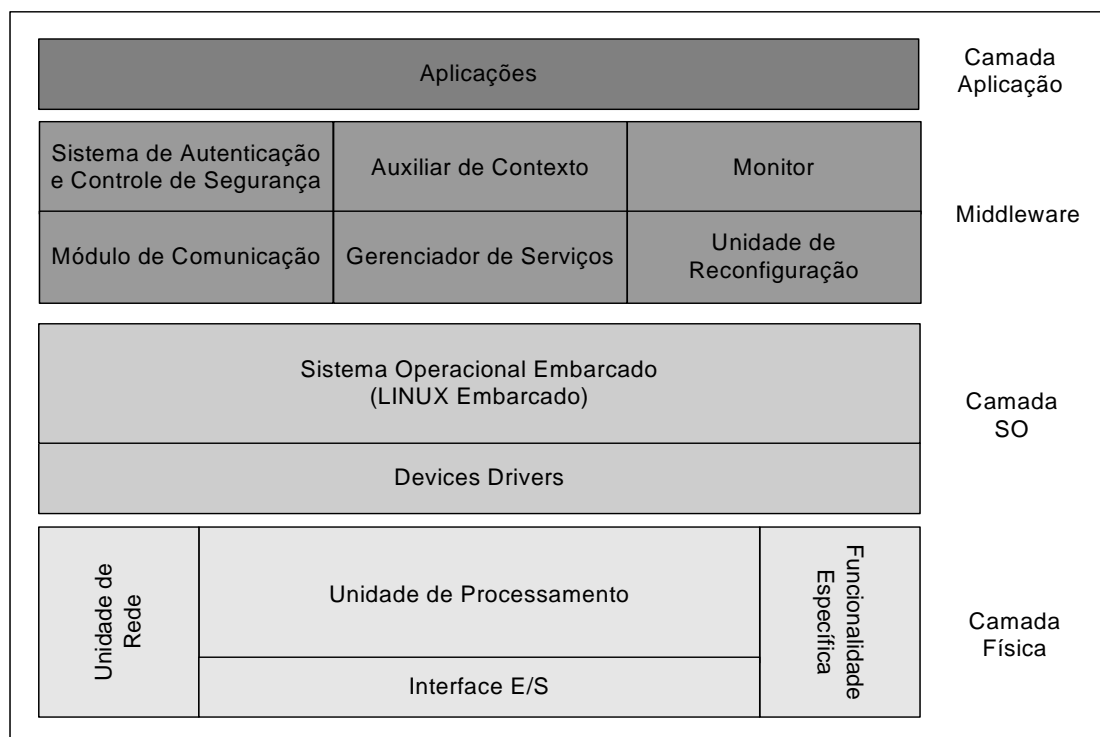 Aplicações
Camada
Aplicação
Sistema de Autenticação
e Controle de Segurança
Auxiliar de Contexto
Monitor
Módulo de Comunicação
Gerenciador de Serviços
Unidade de
Reconfiguração
Middleware
Sistema Operacional Embarcado
(LINUX Embarcado)
Devices Drivers
Camada
SO
Unidade de
Rede
Unidade de Processamento
Interface E/S
Funcionalidade
Específica
Camada
Física